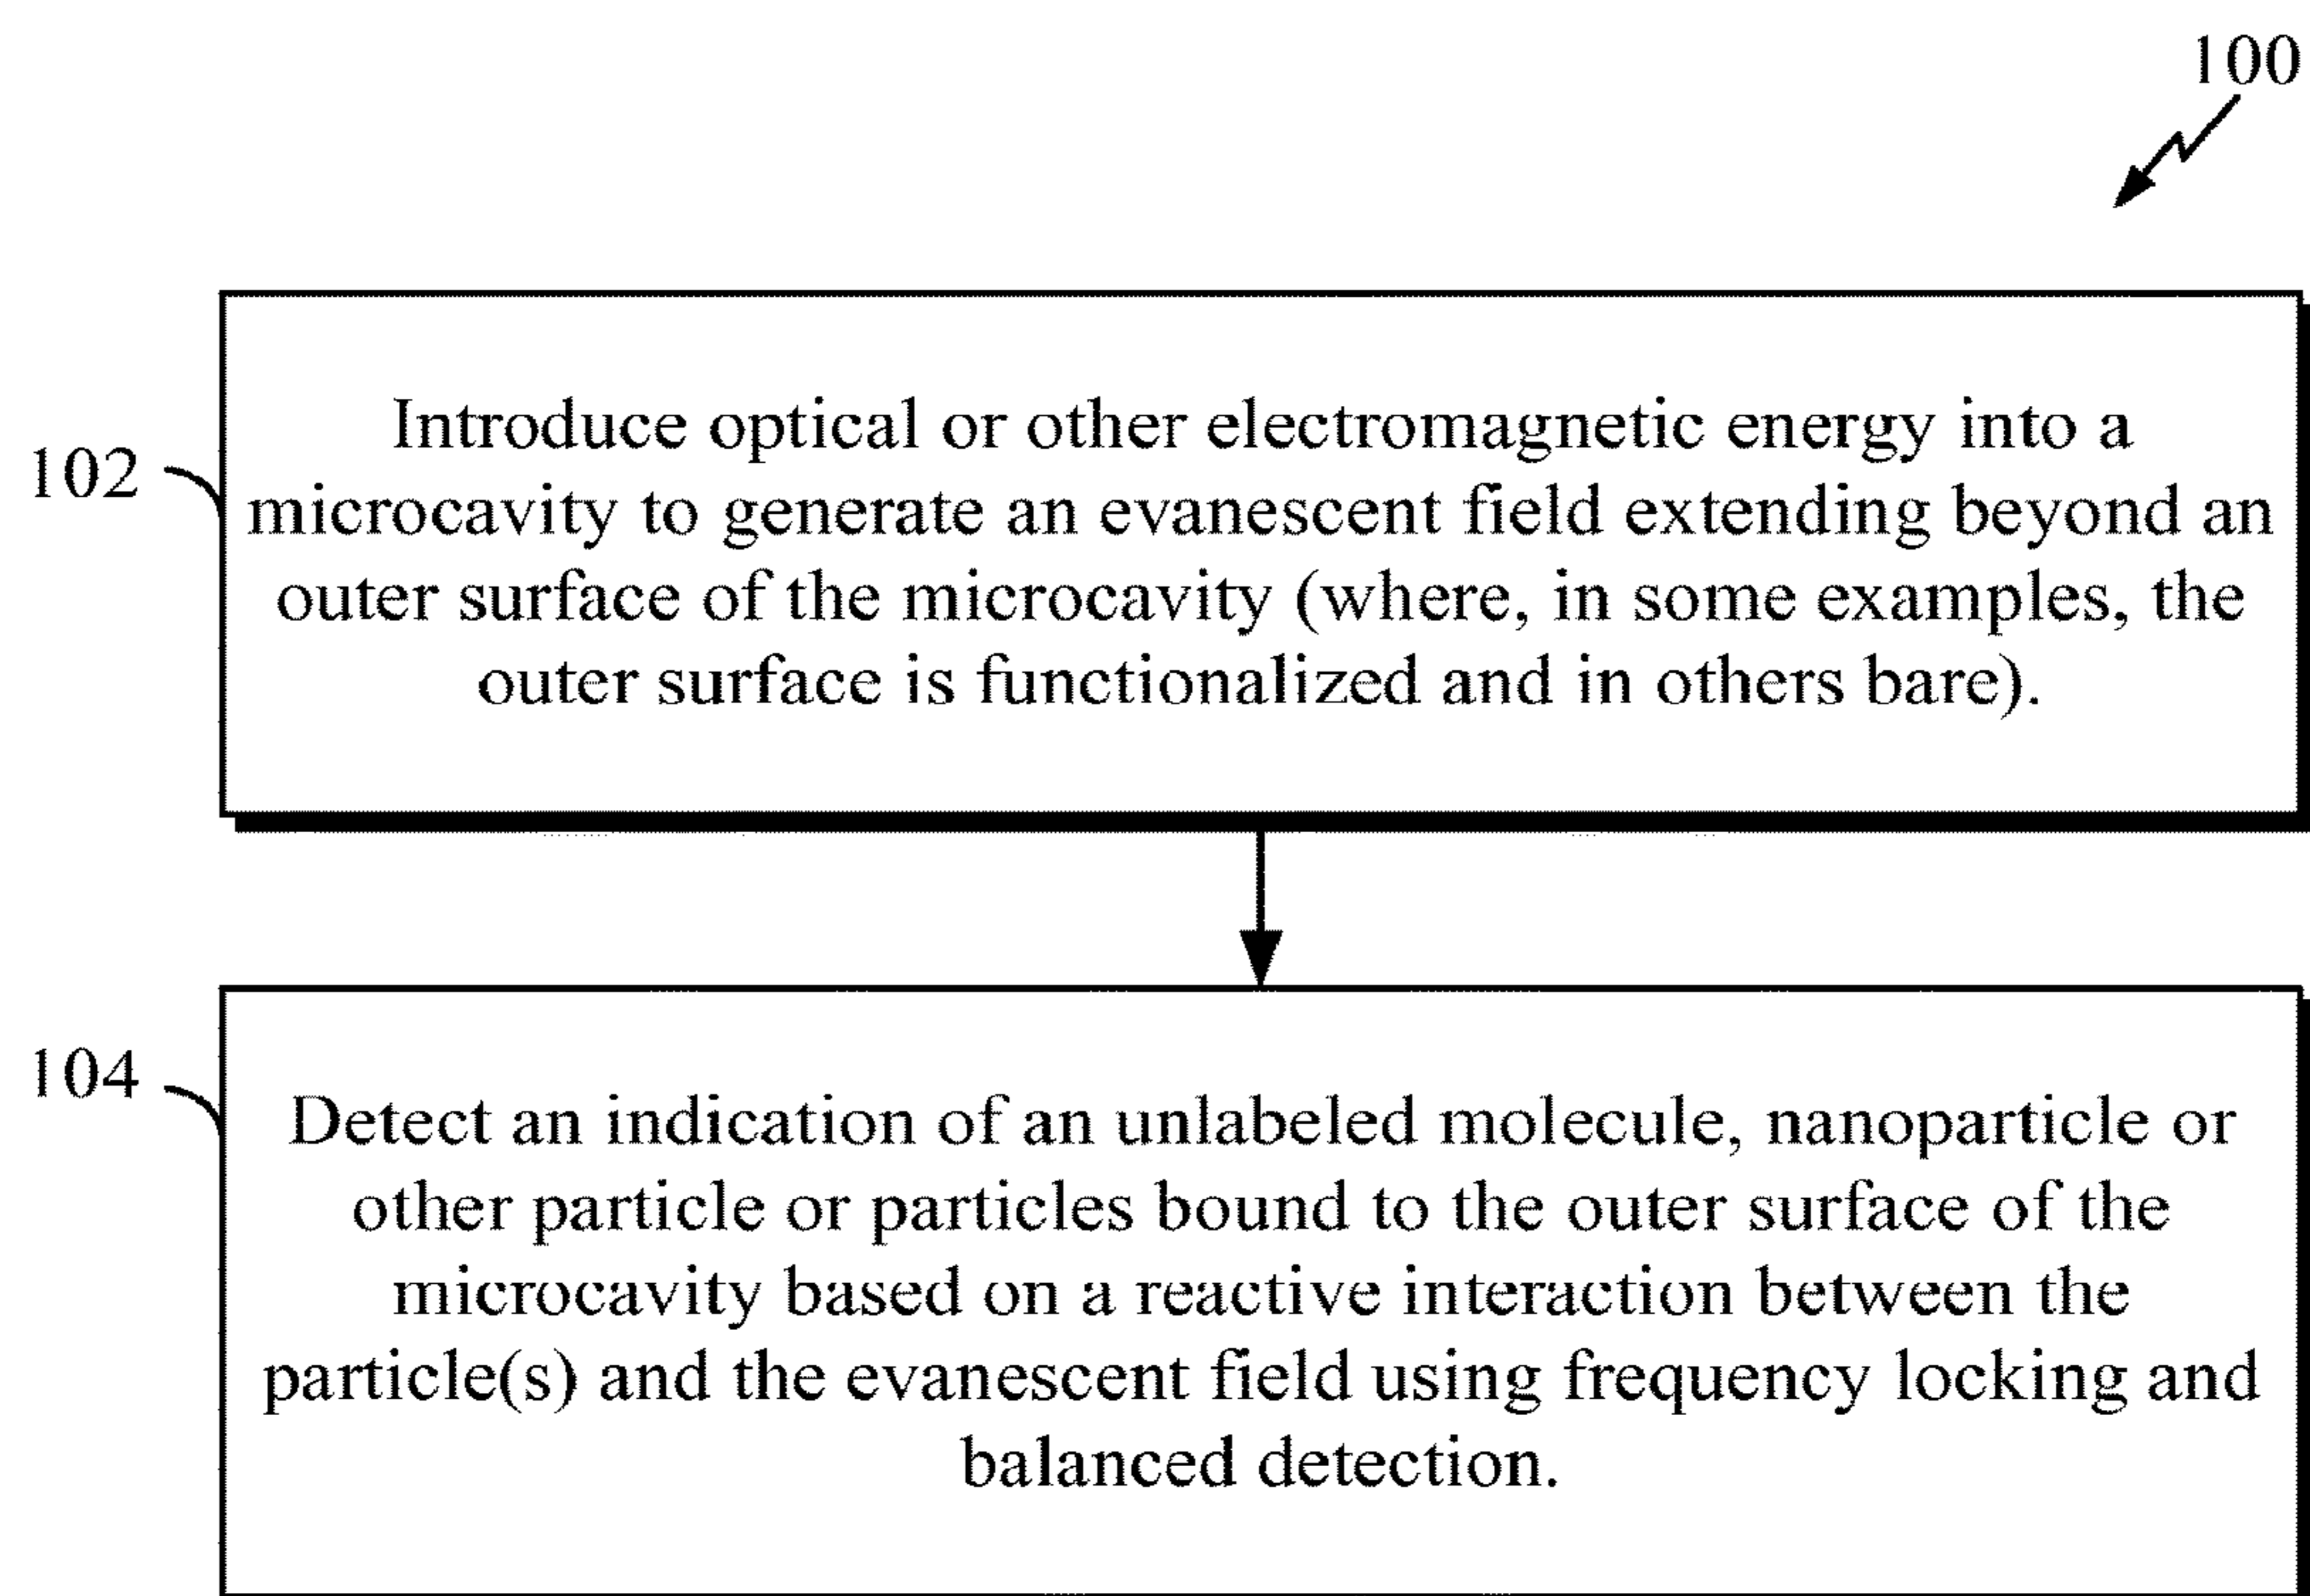 100
102
Introduce optical or other electromagnetic energy into a
microcavity to generate an evanescent field extending beyond an
outer surface of the microcavity (where, in some examples, the
outer surface is functionalized and in others bare).
104
Detect an indication of an unlabeled molecule, nanoparticle or
other particle or particles bound to the outer surface of the
microcavity based on a reactive interaction between the
particle(s) and the evanescent field using frequency locking and
balanced detection.